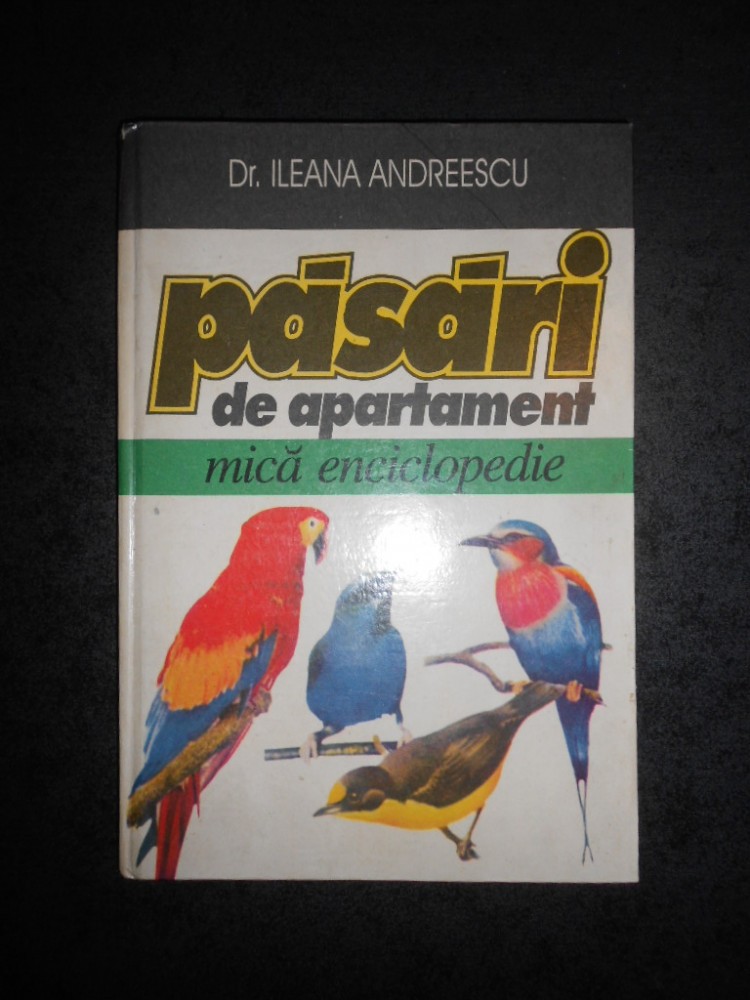 Dr. ILEANA ANDREESCU
păsări
de apartament
mică enciclopedie